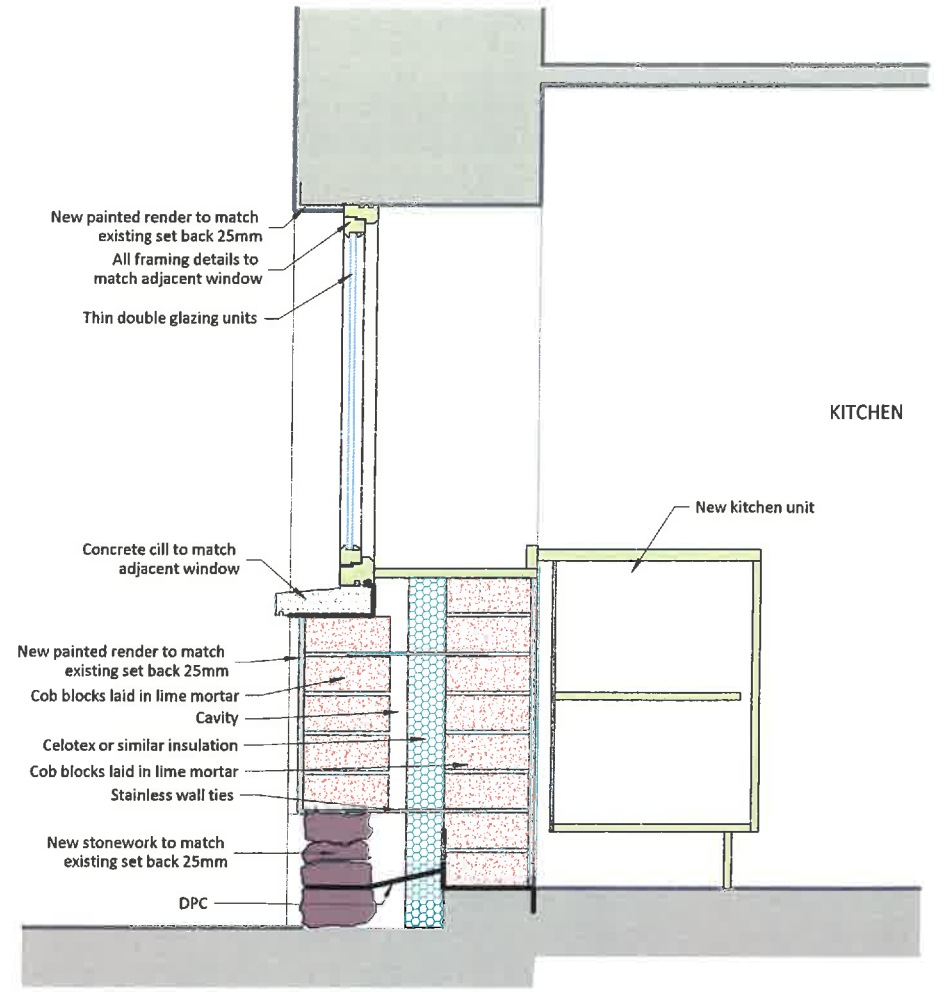 New painted render to match
existing set back 25mm
All framing details to
match adjacent window
Thin double glazing units
KITCHEN
New kitchen unit
Concrete cill to match
adjacent window
New painted render to match
existing set back 25mm
Cob blocks laid in lime mortar
Cavity
Celotex or similar insulation
Cob blocks laid in lime mortar
Stainless wall ties
New stonework to match
existing set back 25mm
DPC